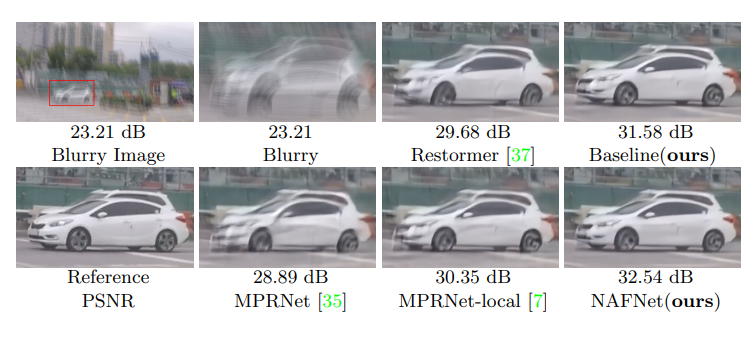 23.21 dB
Blurry Image
23.21
Blurry
29.68 dB
Restormer [37]
31.58 dB
Baseline(ours)
Reference
PSNR
28.89 dB
MPRNet [35]
30.35 dB
MPRNet-local [7]
32.54 dB
NAFNet(ours)